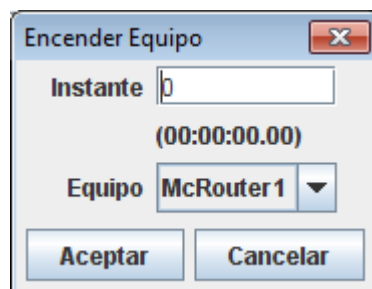 Encender Equipo
Instante 0
(00:00:00.00)
Equipo McRouter1
Aceptar Cancelar